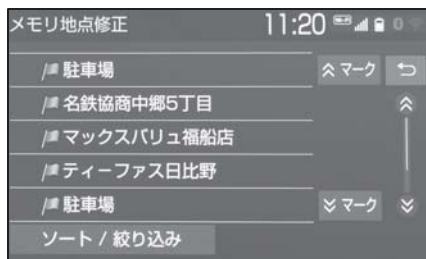 メモリ地点修正 11:20 0
駐車場 マーク
名鉄協商中郷5丁目
マックスバリュ福船店
ティーファス日比野
駐車場 マーク
ソート / 絞り込み